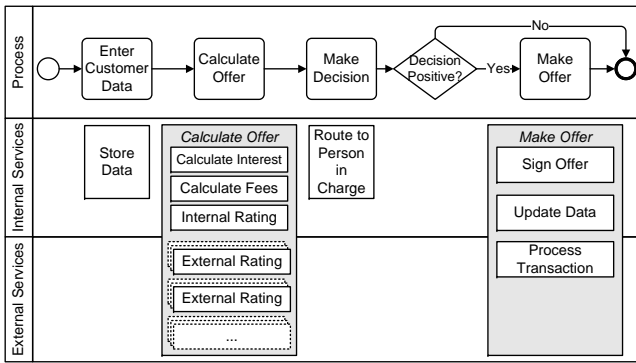 Process
Enter
Customer
Data
Calculate
Offer
Make
Decision
Decision
Positive?
No
Yes
Make
Offer
Internal Services
Store
Data
Calculate Offer
Calculate Interest
Calculate Fees
Internal Rating
Route to
Person
in
Charge
Make Offer
Sign Offer
Update Data
External Services
External Rating
External Rating
...
Process
Transaction